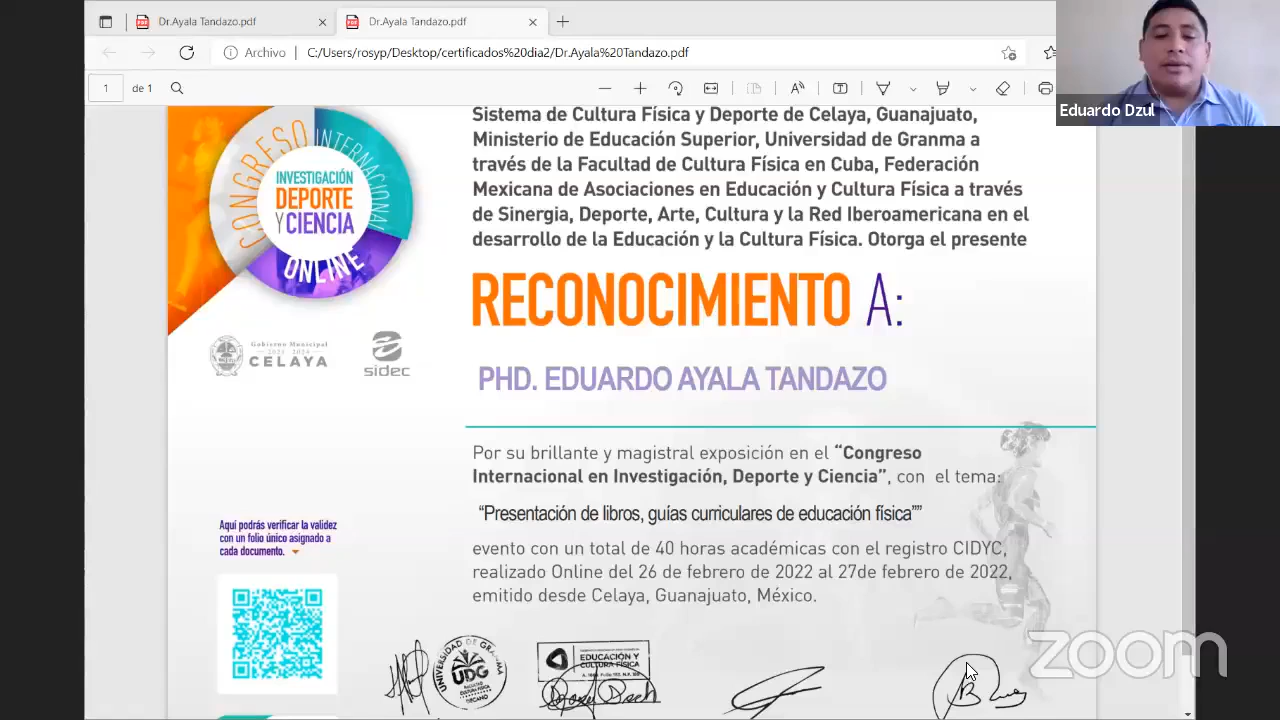 Dr.Ayala Tandazo.pdf
Dr.Ayala Tandazo.pdf
Archivo
C:/Users/rosyp/Desktop/certificados%20dia2/Dr.Ayala%20Tandazo.pdf
1
de 1
Eduardo Dzul
CONGRESO INTERNACIONAL
INVESTIGACIÓN
DEPORTE
Y CIENCIA
ONLINE
Sistema de Cultura Física y Deporte de Celaya, Guanajuato,
Ministerio de Educación Superior, Universidad de Granma a
través de la Facultad de Cultura Física en Cuba, Federación
Mexicana de Asociaciones en Educación y Cultura Física a través
de Sinergia, Deporte, Arte, Cultura y la Red Iberoamericana en el
desarrollo de la Educación y la Cultura Física. Otorga el presente
RECONOCIMIENTO A:
Gobierno Municipal
2021 2024
CELAYA
sidec
PHD. EDUARDO AYALA TANDAZO
Por su brillante y magistral exposición en el “Congreso
Internacional en Investigación, Deporte y Ciencia”, con el tema:
“Presentación de libros, guías curriculares de educación física””
evento con un total de 40 horas académicas con el registro CIDYC,
realizado Online del 26 de febrero de 2022 al 27de febrero de 2022,
emitido desde Celaya, Guanajuato, México.
Aquí podrás verificar la validez
con un folio único asignado a
cada documento.
UNIVERSIDAD DE GRANMA
UDG
EDUCACIÓN Y
CULTURA FÍSICA
zoom